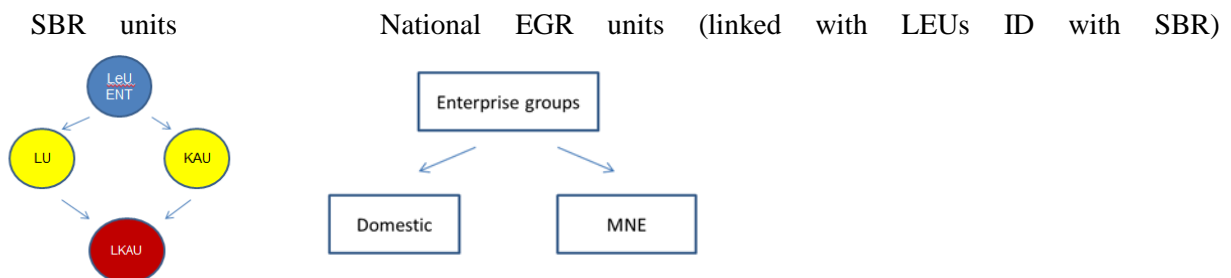 SBR units National EGR units (linked with LEUs ID with SBR)
LeU
ENT
Enterprise groups
LU KAU
Domestic MNE
LKAU